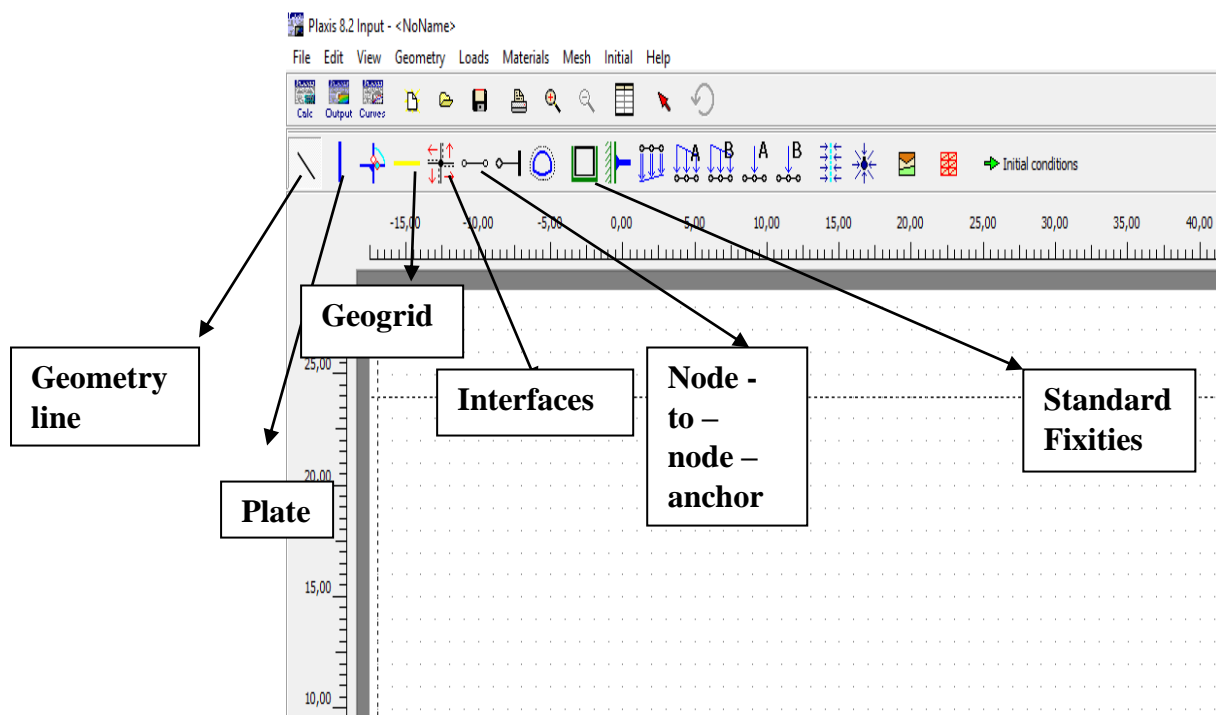 Plaxis 8.2 Input - <NoName>
File Edit View Geometry Loads Materials Mesh Initial Help
Calc Output Curves
A B A B Initial conditions
-15,00 -10,00 -5,00 0,00 5,00 10,00 15,00 20,00 25,00 30,00 35,00 40,00
Geogrid
25,00
Geometry
line
Interfaces
Node -
to –
node –
anchor
Standard
Fixities
20,00
Plate
15,00
10,00